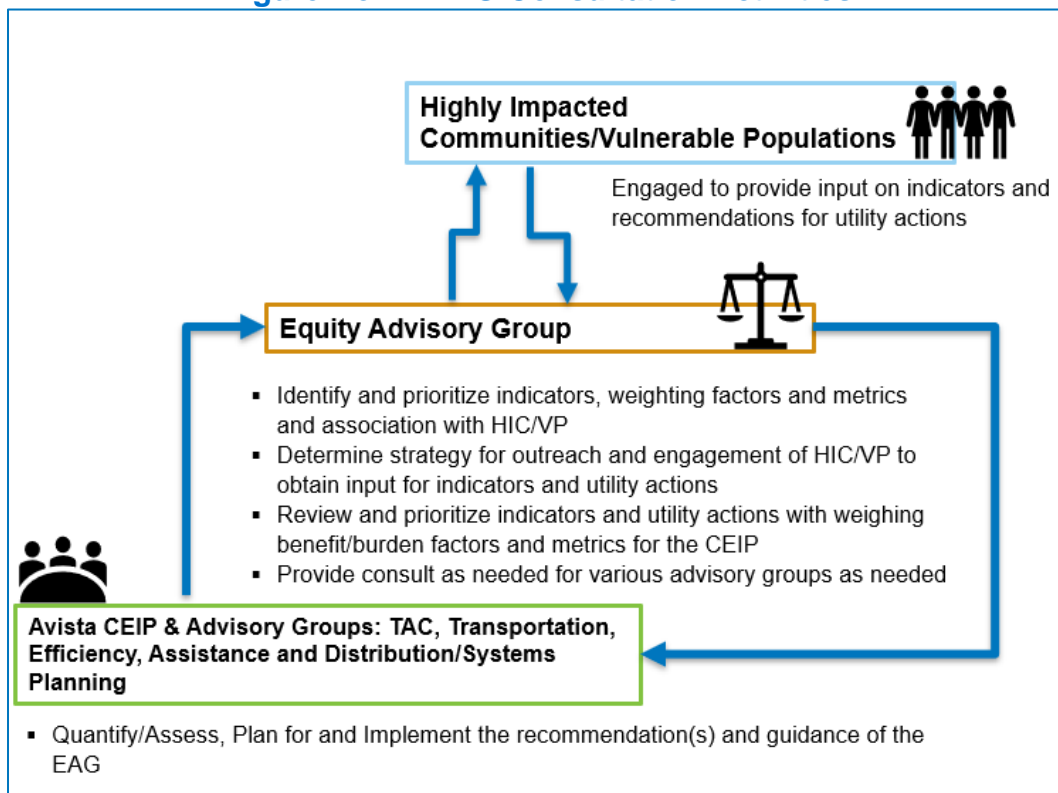 Highly Impacted
Communities/Vulnerable Populations
Engaged to provide input on indicators and
recommendations for utility actions
Equity Advisory Group
▪ Identify and prioritize indicators, weighting factors and metrics
and association with HIC/VP
▪ Determine strategy for outreach and engagement of HIC/VP to
obtain input for indicators and utility actions
▪ Review and prioritize indicators and utility actions with weighing
benefit/burden factors and metrics for the CEIP
▪ Provide consult as needed for various advisory groups as needed
Avista CEIP & Advisory Groups: TAC, Transportation,
Efficiency, Assistance and Distribution/Systems
Planning
▪ Quantify/Assess, Plan for and Implement the recommendation(s) and guidance of the
EAG